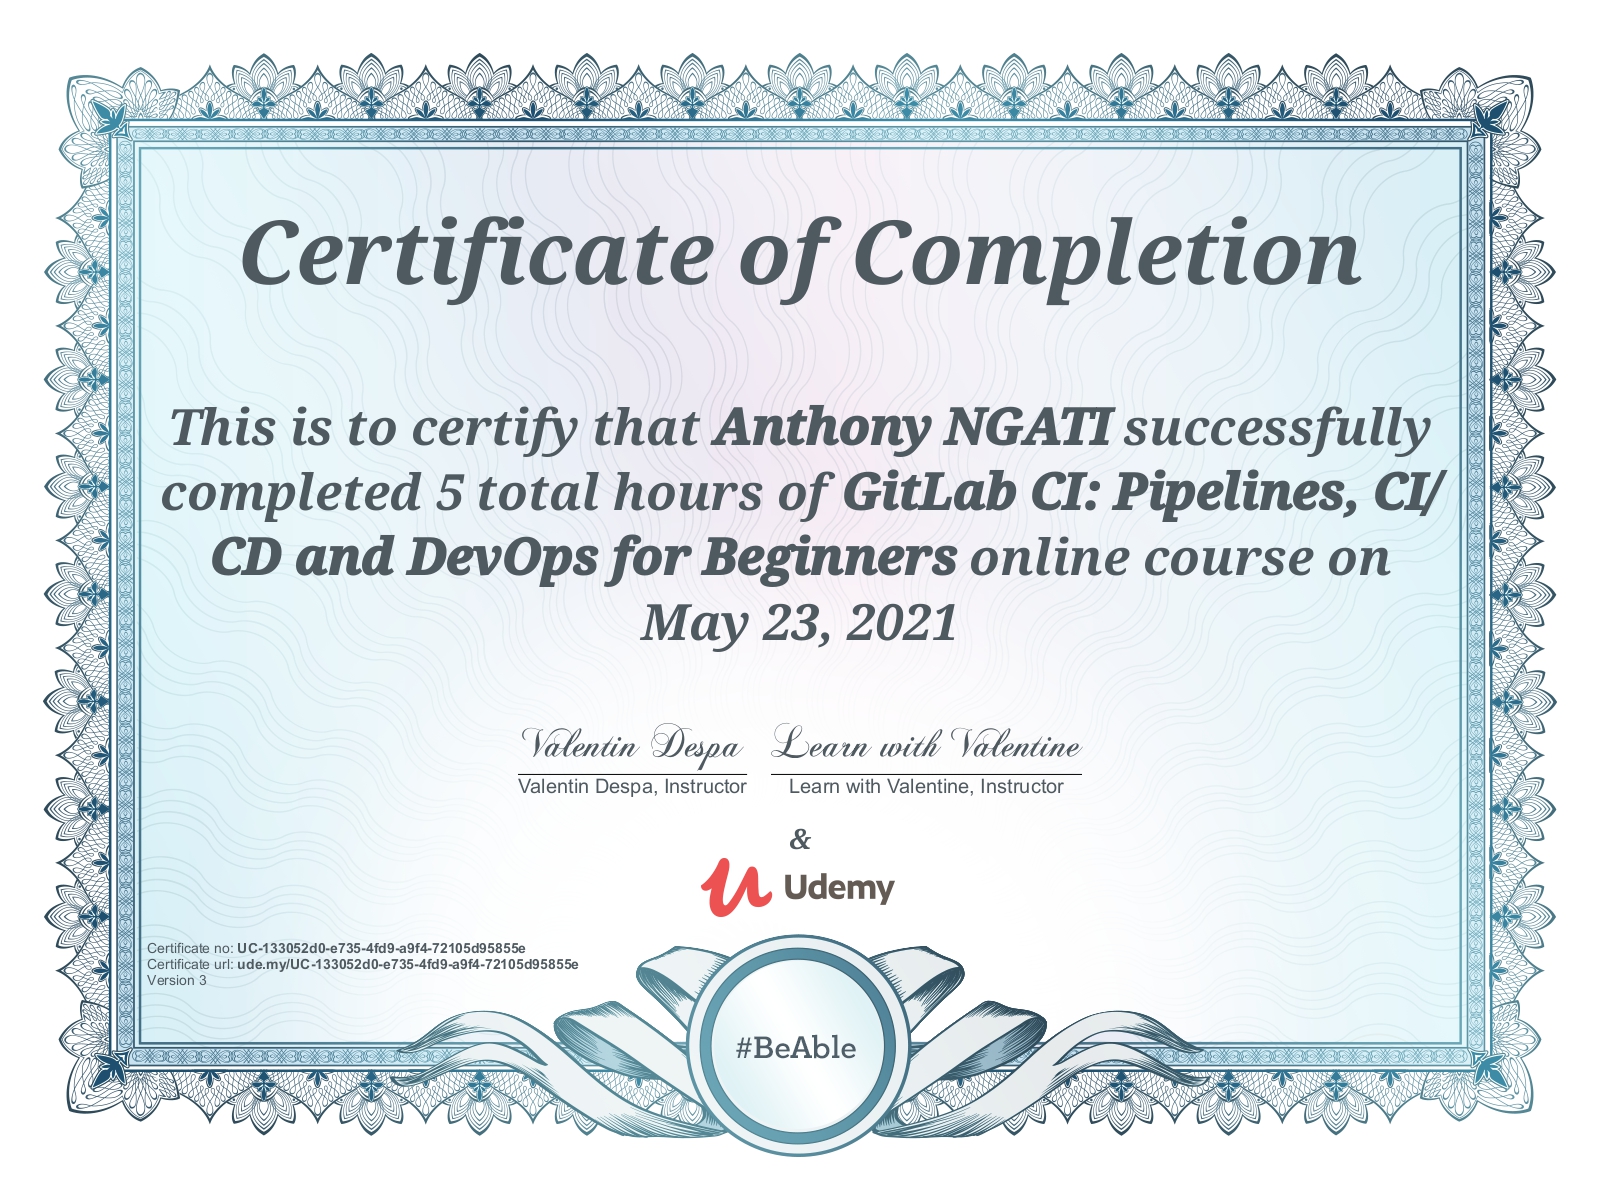 Certificate of Completion
This is to certify that Anthony NGATI successfully
completed 5 total hours of GitLab CI: Pipelines, CI/
CD and DevOps for Beginners online course on
May 23, 2021
Valentin Despa Learn with Valentine
Valentin Despa, Instructor Learn with Valentine, Instructor
&
Udemy
Certificate no: UC-133052d0-e735-4fd9-a9f4-72105d95855e
Certificate url: ude.my/UC-133052d0-e735-4fd9-a9f4-72105d95855e
Version 3
#BeAble